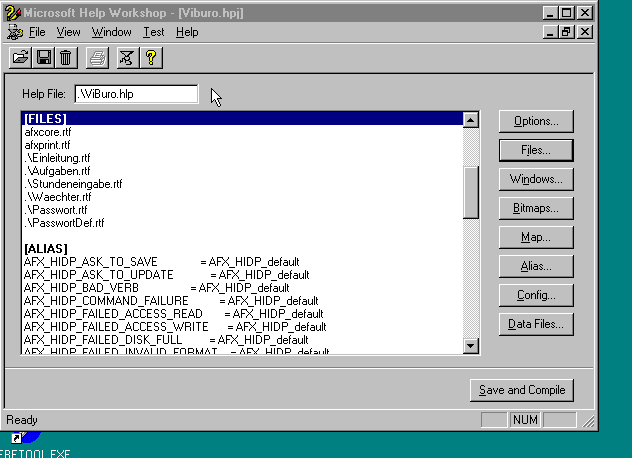 Microsoft Help Workshop - [Viburo.hpj]
File View Window Test Help
Help File: .\ViBuro.hlp
[FILES]
afxcore.rtf
afxprint.rtf
.\Einleitung.rtf
.\Aufgaben.rtf
.\Stundeneingabe.rtf
.\Waechter.rtf
.\Passwort.rtf
.\PasswortDef.rtf
[ALIAS]
AFX_HIDP_ASK_TO_SAVE = AFX_HIDP_default
AFX_HIDP_ASK_TO_UPDATE = AFX_HIDP_default
AFX_HIDP_BAD_VERB = AFX_HIDP_default
AFX_HIDP_COMMAND_FAILURE = AFX_HIDP_default
AFX_HIDP_FAILED_ACCESS_READ = AFX_HIDP_default
AFX_HIDP_FAILED_ACCESS_WRITE = AFX_HIDP_default
AFX_HIDP_FAILED_DISK_FULL = AFX_HIDP_default
AFX_HIDP_FAILED_INVALID_FORMAT = AFX_HIDP_default
Options...
Files...
Windows...
Bitmaps...
Map...
Alias...
Config...
Data Files...
Save and Compile
Ready
NUM